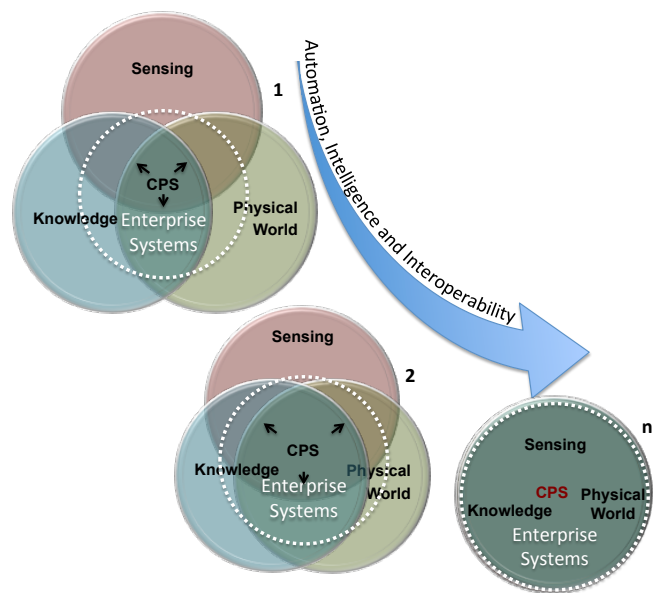 Sensing
1
CPS
Knowledge
Physical
World
Enterprise
Systems
Automation, Intelligence and Interoperability
Sensing
2
CPS
Knowledge
Physical
World
Enterprise
Systems
n
Sensing
CPS
Knowledge
Physical
World
Enterprise
Systems